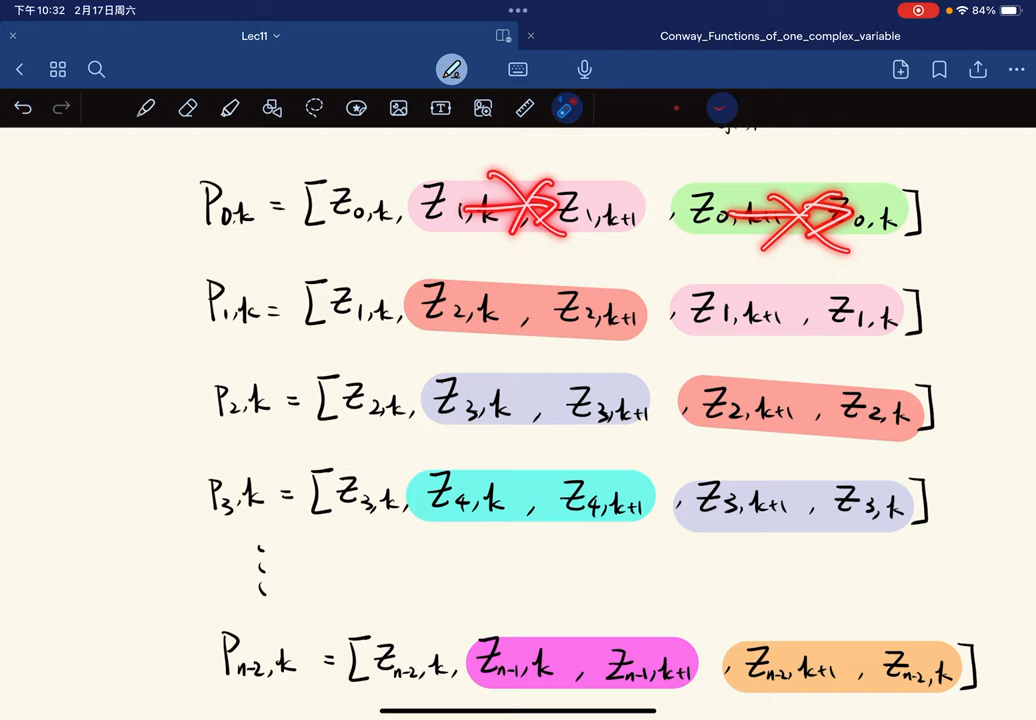 下午10:32 2月17日周六
84%
Lec11
Conway_Functions_of_one_complex_variable
P0,k = [Z0,k, Z1,k, Z1,k+1, Z0,k+1, Z0,k]
P1,k = [Z1,k, Z2,k, Z2,k+1, Z1,k+1, Z1,k]
P2,k = [Z2,k, Z3,k, Z3,k+1, Z2,k+1, Z2,k]
P3,k = [Z3,k, Z4,k, Z4,k+1, Z3,k+1, Z3,k]
⋮
Pn-2,k = [Zn-2,k, Zn-1,k, Zn-1,k+1, Zn-2,k+1, Zn-2,k]